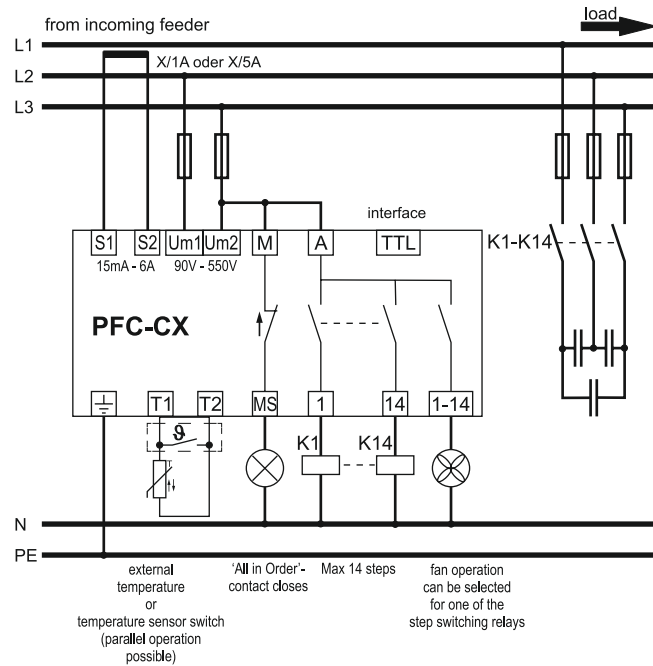 from incoming feeder
load
L1
X/1A oder X/5A
L2
L3
interface
S1 S2 Um1 Um2 M A TTL
K1-K14
15mA - 6A 90V - 550V
PFC-CX
T1 T2 MS 1 14 1-14
ϑ
K1 K14
N
PE
external
temperature
or
temperature sensor switch
(parallel operation
possible)
'All in Order'-
contact closes
Max 14 steps
fan operation
can be selected
for one of the
step switching relays